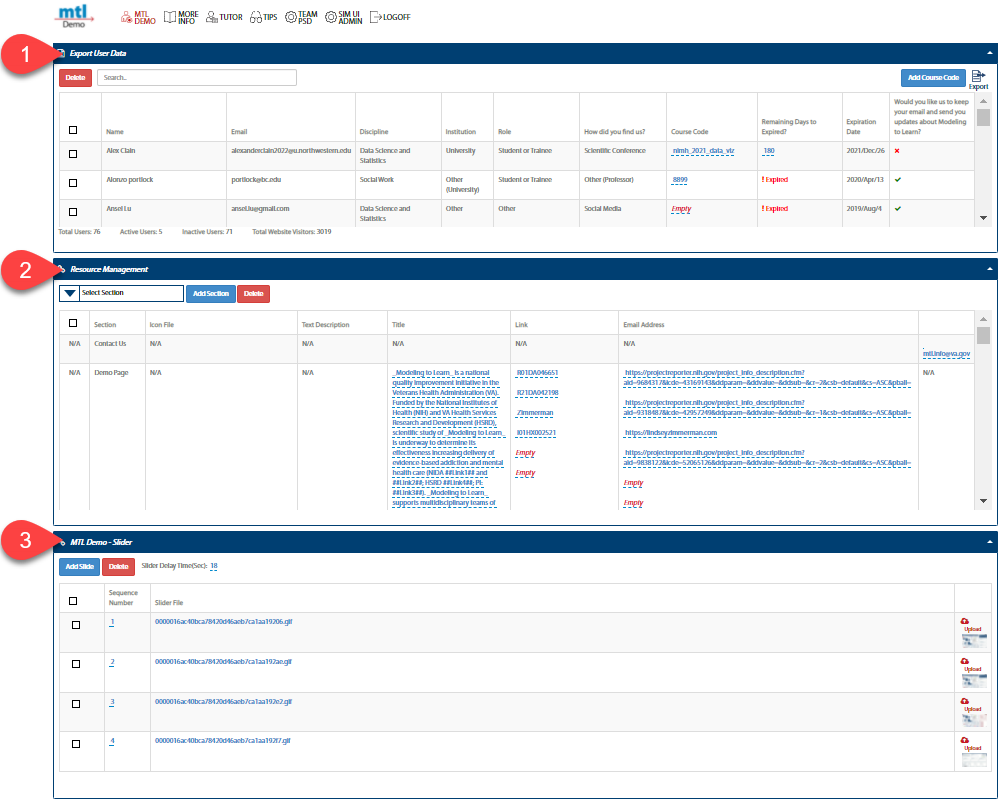 mtl
Demo
MTL DEMO
MORE INFO
TUTOR
TIPS
TEAM PSD
SIM UI ADMIN
LOGOFF
1
Export User Data
Delete
Search..
Add Course Code
Export
Name Email Discipline Institution Role How did you find us? Course Code Remaining Days to Expired? Expiration Date Would you like us to keep your email and send you updates about Modeling to Learn?
Alex Clain alexanderclain2022@u.northwestern.edu Data Science and Statistics University Student or Trainee Scientific Conference nimh_2021_data_viz 180 2021/Dec/26
Alonzo portlock portlock@bc.edu Social Work Other (University) Student or Trainee Other (Professor) 8899 ! Expired 2020/Apr/13
Ansel Lu ansel.lu@gmail.com Data Science and Statistics Other Other Social Media Empty ! Expired 2019/Aug/4
Total Users: 76 Active Users: 5 Inactive Users: 71 Total Website Visitors: 3019
2
Resource Management
Select Section
Add Section
Delete
Section Icon File Text Description Title Link Email Address
N/A Contact Us N/A N/A N/A N/A N/A mtl.info@va.gov
N/A Demo Page N/A N/A
_Modeling to Learn_ is a national
quality improvement initiative in the
Veterans Health Administration (VA).
Funded by the National Institutes of
Health (NIH) and VA Health Services
Research and Development (HSRD),
scientific study of _Modeling to Learn_
is underway to determine its
effectiveness increasing delivery of
evidence-based addiction and mental
health care (NIDA ##Link1## and
##Link2##; HSRD ##Link4##; PI:
##Link3##). _Modeling to Learn_
supports multidisciplinary teams of
R01DA046651
R21DA042198
Zimmerman
I01HX002521
Empty
Empty
https://projectreporter.nih.gov/project_info_description.cfm?
aid=9684317&icde=43169143&ddparam=&ddvalue=&ddsub=&cr=2&csb=default&cs=ASC&pball=
https://projectreporter.nih.gov/project_info_description.cfm?
aid=9318487&icde=42957249&ddparam=&ddvalue=&ddsub=&cr=1&csb=default&cs=ASC&pball=
https://lindseyzimmerman.com
https://projectreporter.nih.gov/project_info_description.cfm?
aid=9838122&icde=52065126&ddparam=&ddvalue=&ddsub=&cr=2&csb=default&cs=ASC&pball=
Empty
Empty
N/A
3
MTL Demo - Slider
Add Slide
Delete
Slider Delay Time(Sec): 18
Sequence Number Slider File
1 0000016ac40bca78420d46aeb7ca1aa19206.gif Upload
2 0000016ac40bca78420d46aeb7ca1aa192ae.gif Upload
3 0000016ac40bca78420d46aeb7ca1aa192e2.gif Upload
4 0000016ac40bca78420d46aeb7ca1aa192f7.gif Upload